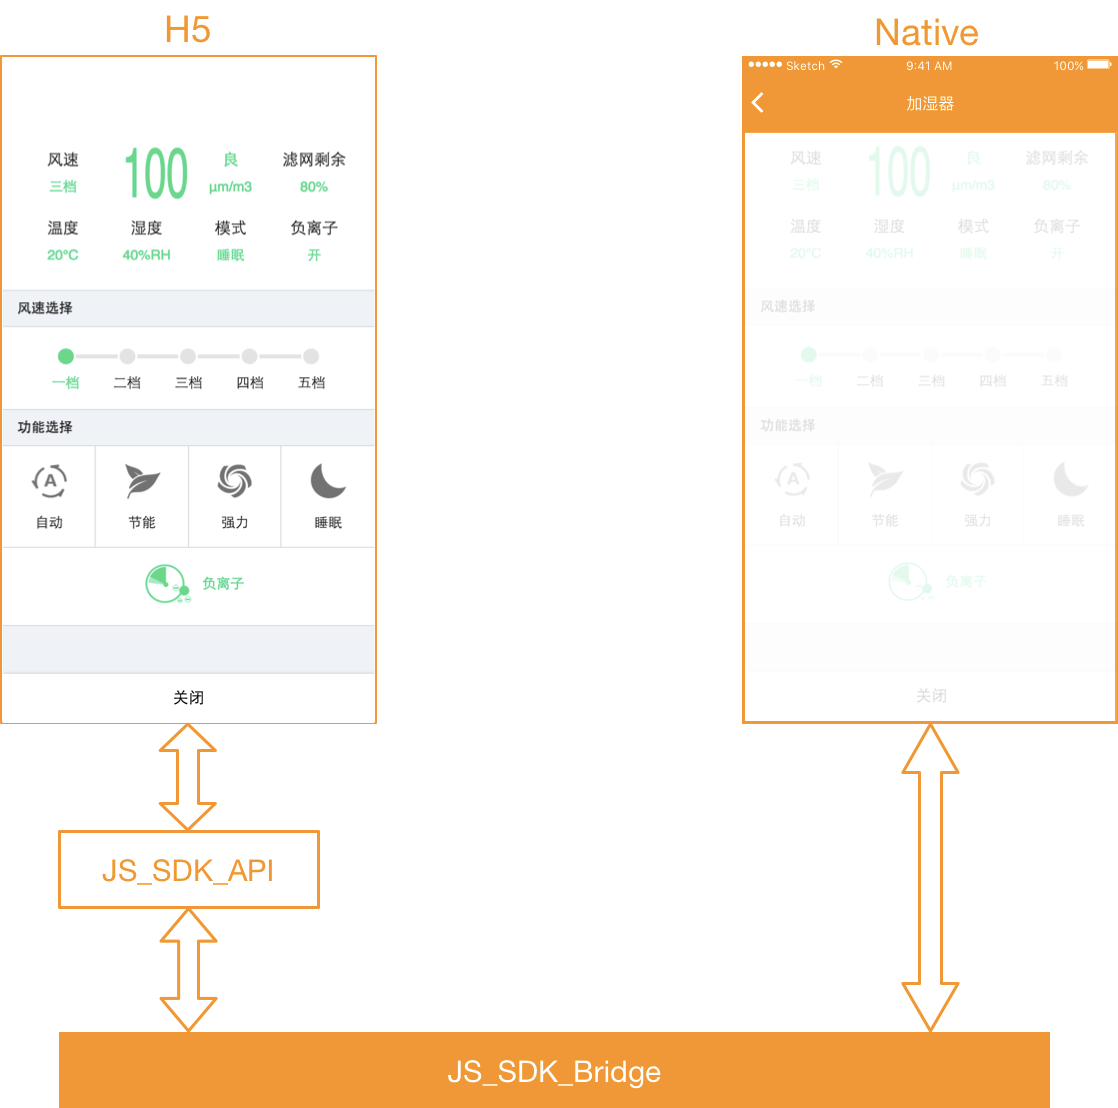 H5
风速 100 良 滤网剩余
三档 μm/m3 80%
温度 湿度 模式 负离子
20°C 40%RH 睡眠 开
风速选择
一档 二档 三档 四档 五档
功能选择
A
自动 节能 强力 睡眠
负离子
关闭
JS_SDK_API
Native
Sketch 9:41 AM 100%
加湿器
风速 100 良 滤网剩余
三档 μm/m3 80%
温度 湿度 模式 负离子
20°C 40%RH 睡眠 开
风速选择
一档 二档 三档 四档 五档
功能选择
A
自动 节能 强力 睡眠
负离子
关闭
JS_SDK_Bridge